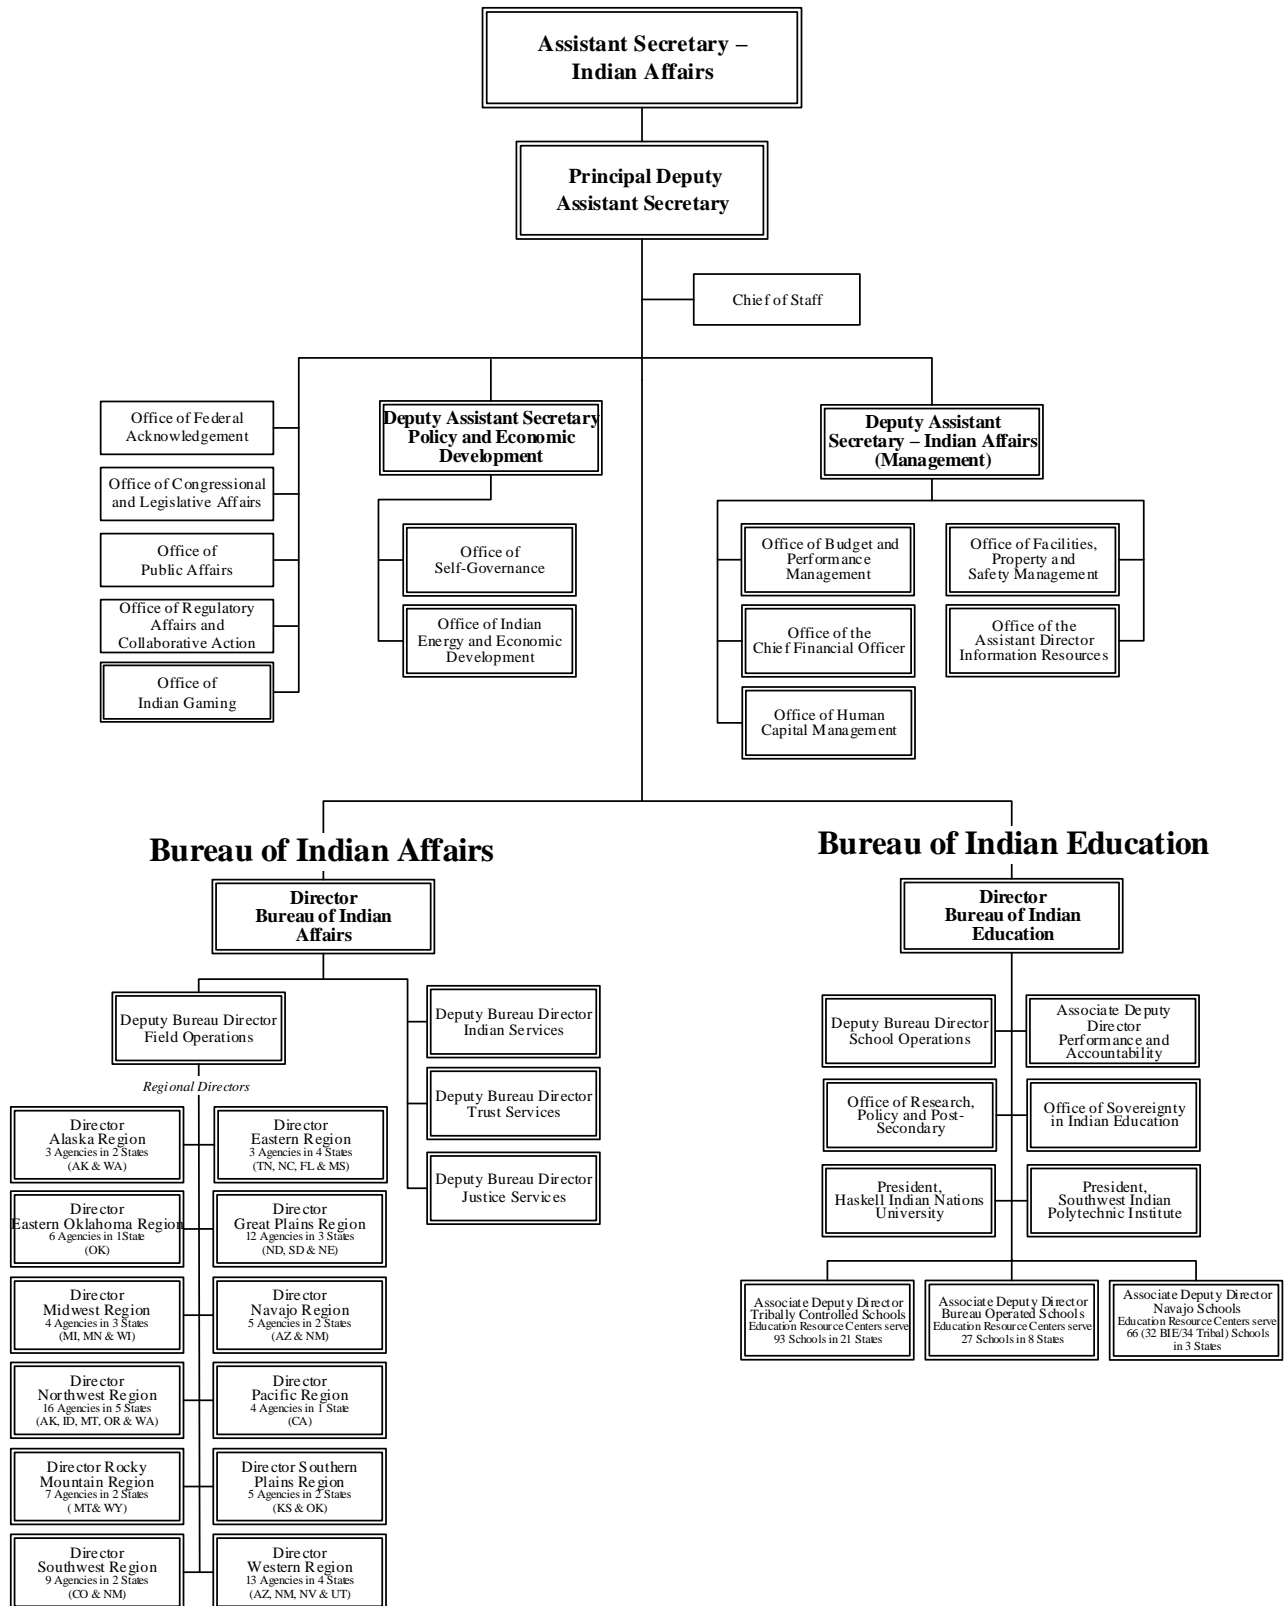 Assistant Secretary –
Indian Affairs
Principal Deputy
Assistant Secretary
Chief of Staff
Office of Federal
Acknowledgement
Office of Congressional
and Legislative Affairs
Office of
Public Affairs
Office of Regulatory
Affairs and
Collaborative Action
Office of
Indian Gaming
Deputy Assistant Secretary
Policy and Economic
Development
Office of
Self-Governance
Office of Indian
Energy and Economic
Development
Deputy Assistant
Secretary – Indian Affairs
(Management)
Office of Budget and
Performance
Management
Office of Facilities,
Property and
Safety Management
Office of the
Chief Financial Officer
Office of the
Assistant Director
Information Resources
Office of Human
Capital Management
Bureau of Indian Affairs
Director
Bureau of Indian
Affairs
Deputy Bureau Director
Field Operations
Deputy Bureau Director
Indian Services
Deputy Bureau Director
Trust Services
Deputy Bureau Director
Justice Services
Regional Directors
Director
Alaska Region
3 Agencies in 2 States
(AK & WA)
Director
Eastern Region
3 Agencies in 4 States
(TN, NC, FL & MS)
Director
Eastern Oklahoma Region
6 Agencies in 1State
(OK)
Director
Great Plains Region
12 Agencies in 3 States
(ND, SD & NE)
Director
Midwest Region
4 Agencies in 3 States
(MI, MN & WI)
Director
Navajo Region
5 Agencies in 2 States
(AZ & NM)
Director
Northwest Region
16 Agencies in 5 States
(AK, ID, MT, OR & WA)
Director
Pacific Region
4 Agencies in 1 State
(CA)
Director Rocky
Mountain Region
7 Agencies in 2 States
( MT& WY)
Director Southern
Plains Region
5 Agencies in 2 States
(KS & OK)
Director
Southwest Region
9 Agencies in 2 States
(CO & NM)
Director
Western Region
13 Agencies in 4 States
(AZ, NM, NV & UT)
Bureau of Indian Education
Director
Bureau of Indian
Education
Deputy Bureau Director
School Operations
Associate Deputy
Director
Performance and
Accountability
Office of Research,
Policy and Post-
Secondary
Office of Sovereignty
in Indian Education
President,
Haskell Indian Nations
University
President,
Southwest Indian
Polytechnic Institute
Associate Deputy Director
Tribally Controlled Schools
Education Resource Centers serve
93 Schools in 21 States
Associate Deputy Director
Bureau Operated Schools
Education Resource Centers serve
27 Schools in 8 States
Associate Deputy Director
Navajo Schools
Education Resource Centers serve
66 (32 BIE/34 Tribal) Schools
in 3 States